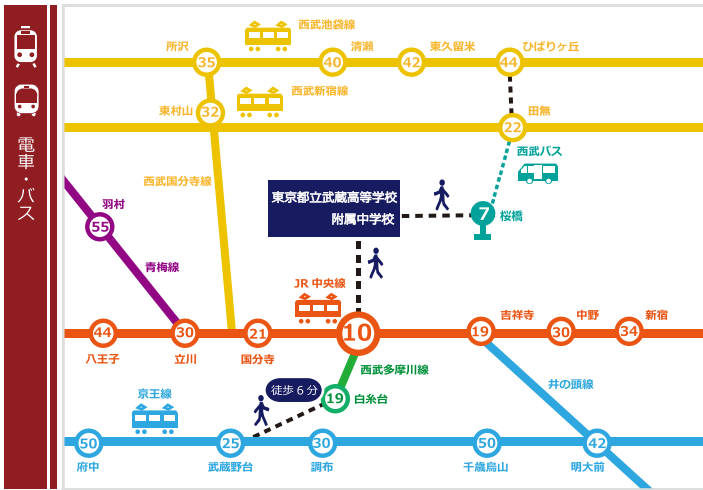 電車・バス
西武池袋線
所沢
清瀬
東久留米
ひばりヶ丘
35
40
42
44
西武新宿線
東村山
田無
32
22
西武バス
西武国分寺線
東京都立武蔵高等学校
附属中学校
羽村
55
7
桜橋
青梅線
JR中央線
吉祥寺
中野
新宿
44
30
21
10
19
30
34
八王子
立川
国分寺
西武多摩川線
井の頭線
京王線
徒歩6分
19
白糸台
50
25
30
50
42
府中
武蔵野台
調布
千歳烏山
明大前